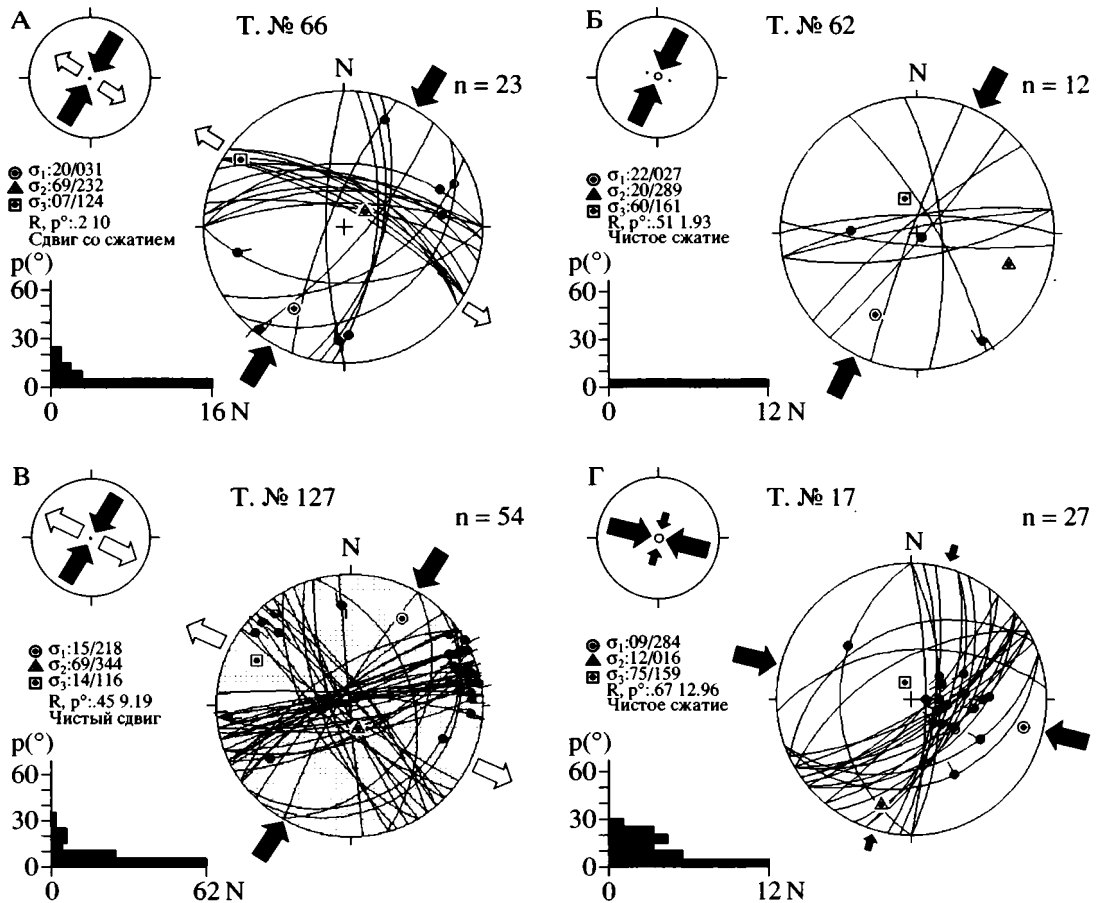 А
Т. № 66
N
n = 23
σ₁:20/031
σ₂:69/232
σ₃:07/124
R, p°:.2 10
Сдвиг со сжатием
p(°)
60
30
0
0
16 N
Б
Т. № 62
N
n = 12
σ₁:22/027
σ₂:20/289
σ₃:60/161
R, p°:.51 1.93
Чистое сжатие
p(°)
60
30
0
0
12 N
В
Т. № 127
n = 54
N
σ₁:15/218
σ₂:69/344
σ₃:14/116
R, p°:.45 9.19
Чистый сдвиг
p(°)
60
30
0
0
62 N
Г
Т. № 17
n = 27
N
σ₁:09/284
σ₂:12/016
σ₃:75/159
R, p°:.67 12.96
Чистое сжатие
p(°)
60
30
0
0
12 N